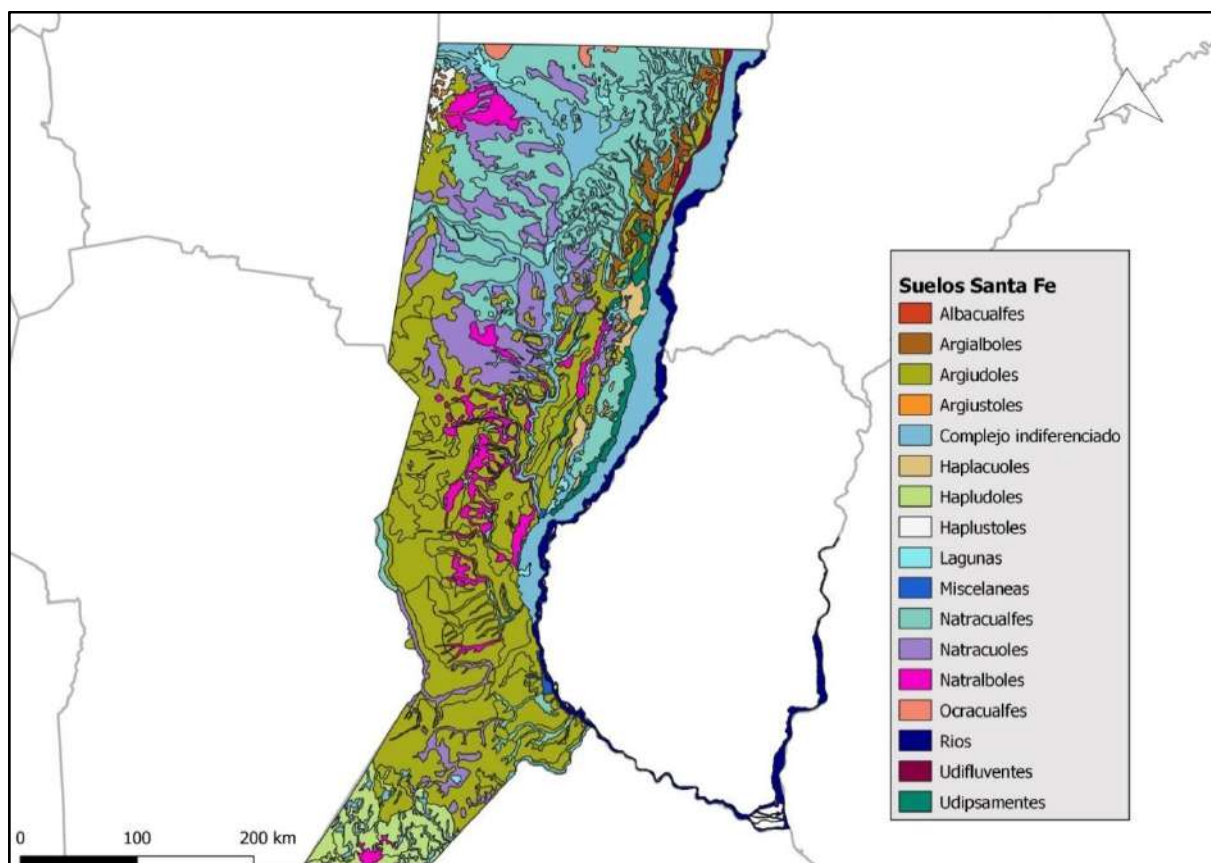 Suelos Santa Fe
Albacualfes
Argialboles
Argiudoles
Argiustoles
Complejo indiferenciado
Haplacuoles
Hapludoles
Haplustoles
Lagunas
Miscelaneas
Natracualfes
Natracuoles
Natralboles
Ocracualfes
Rios
Udifluventes
Udipsamentes
0 100 200 km